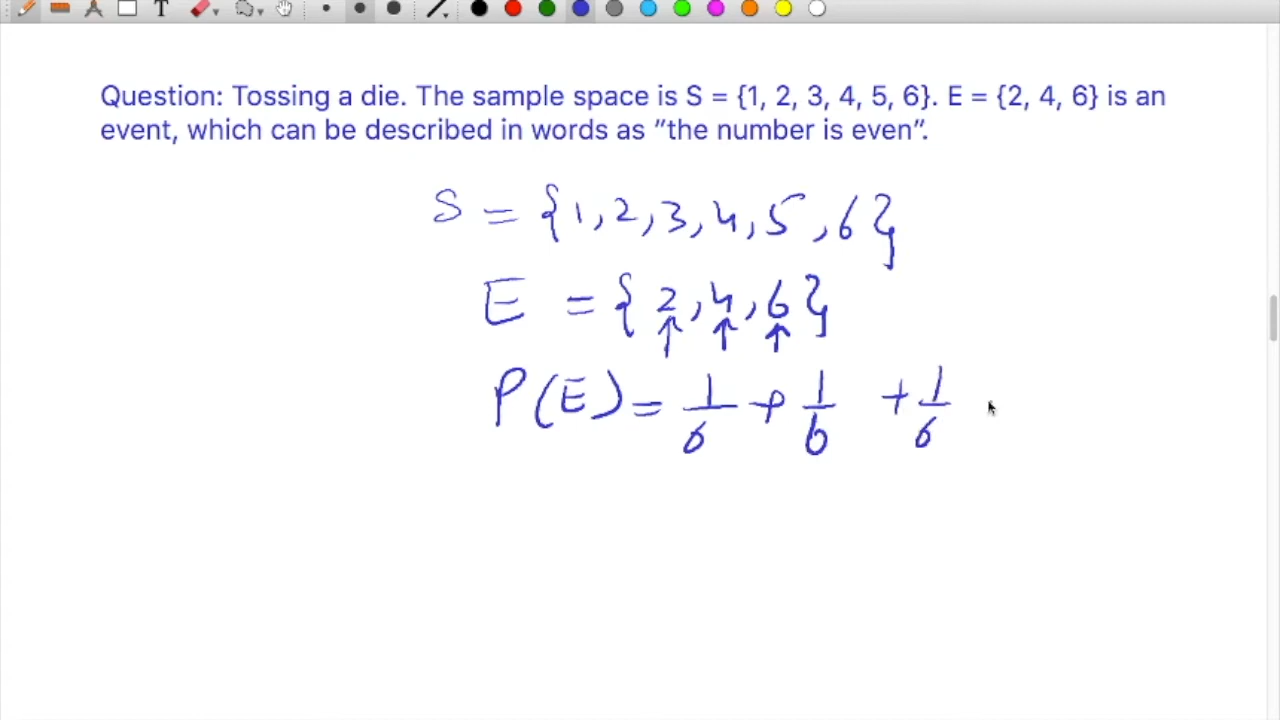 Question: Tossing a die. The sample space is S = {1, 2, 3, 4, 5, 6}. E = {2, 4, 6} is an
event, which can be described in words as ”the number is even”.
S = {1, 2, 3, 4, 5, 6}
E = {2, 4, 6}
P(E) = 1/6 + 1/6 + 1/6